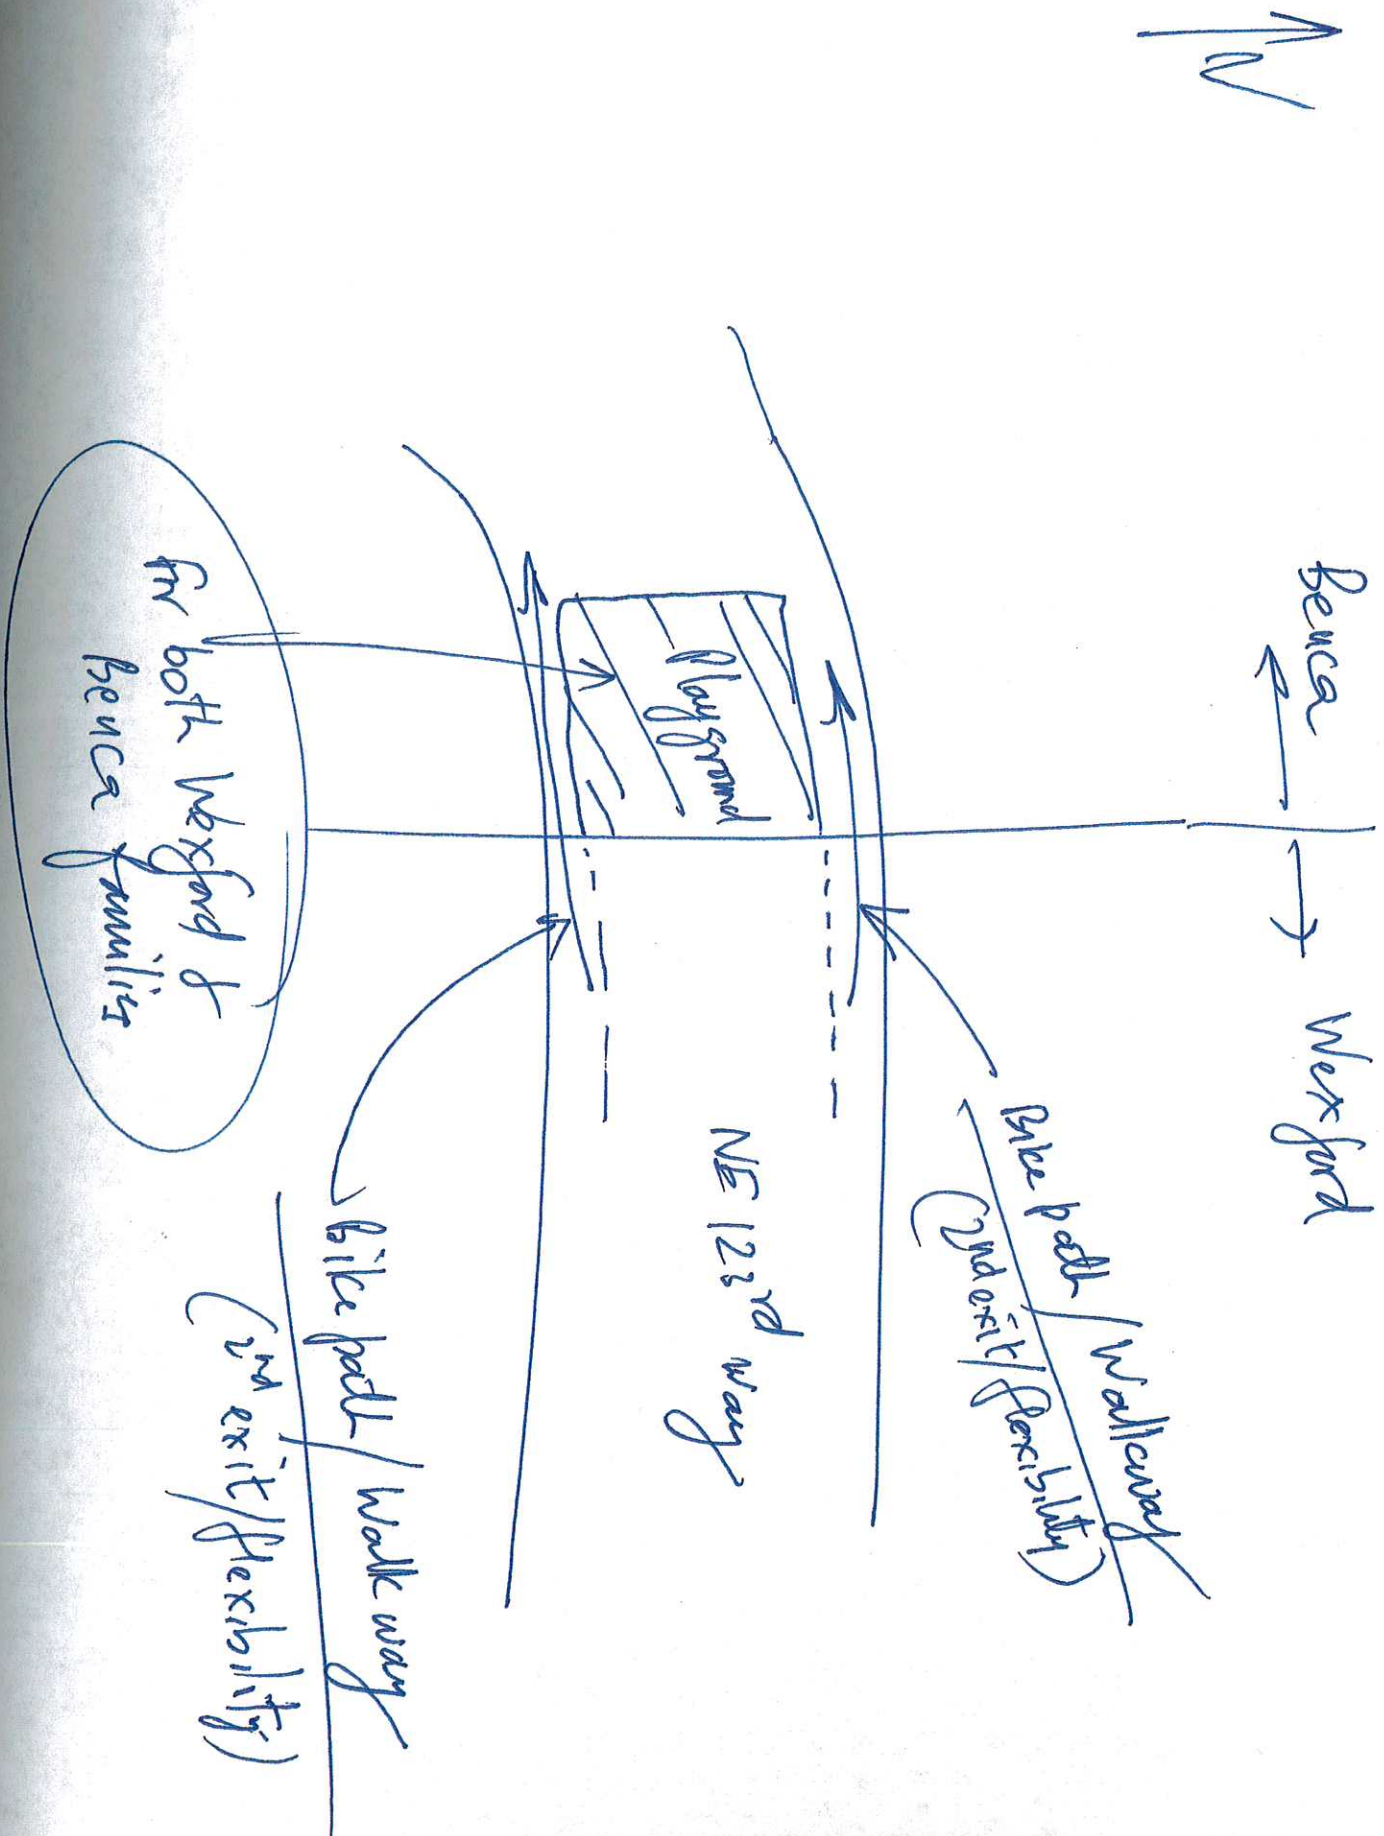 N
Benca
Wexford
Bike path / Walkway
(2nd exit/flexibility)
Playground
NE 123rd way
Bike path / Walkway
(2nd exit/flexibility)
for both Wexford &
Benca familis